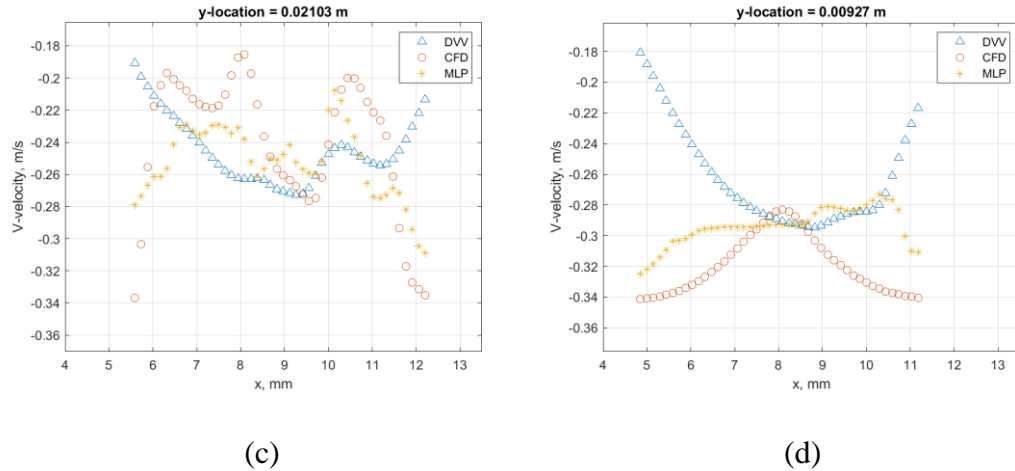 y-location = 0.02103 m
DVV
CFD
MLP
-0.18
-0.2
-0.22
-0.24
-0.26
-0.28
-0.3
-0.32
-0.34
-0.36
V-velocity, m/s
4 5 6 7 8 9 10 11 12 13
x, mm
(c)
y-location = 0.00927 m
DVV
CFD
MLP
-0.18
-0.2
-0.22
-0.24
-0.26
-0.28
-0.3
-0.32
-0.34
-0.36
V-velocity, m/s
4 5 6 7 8 9 10 11 12 13
x, mm
(d)